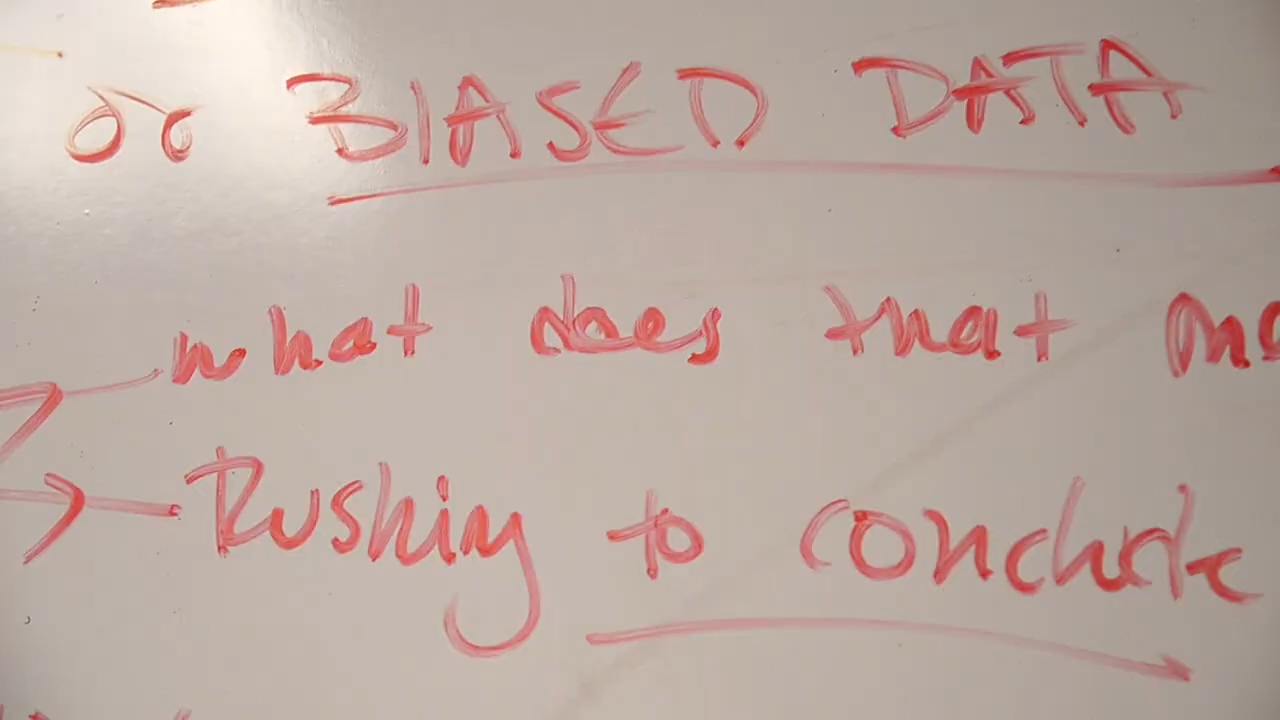 or BIASED DATA
what does that
Rushing to conclude